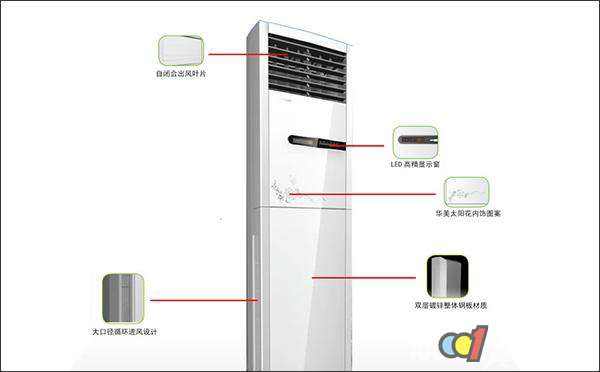 自闭合出风叶片
LED 高精显示窗
华美太阳花内饰图案
大口径循环进风设计
双层镀锌整体钢板材质